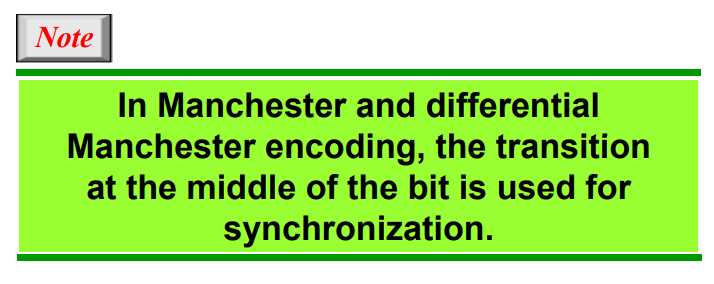 Note
In Manchester and differential
Manchester encoding, the transition
at the middle of the bit is used for
synchronization.